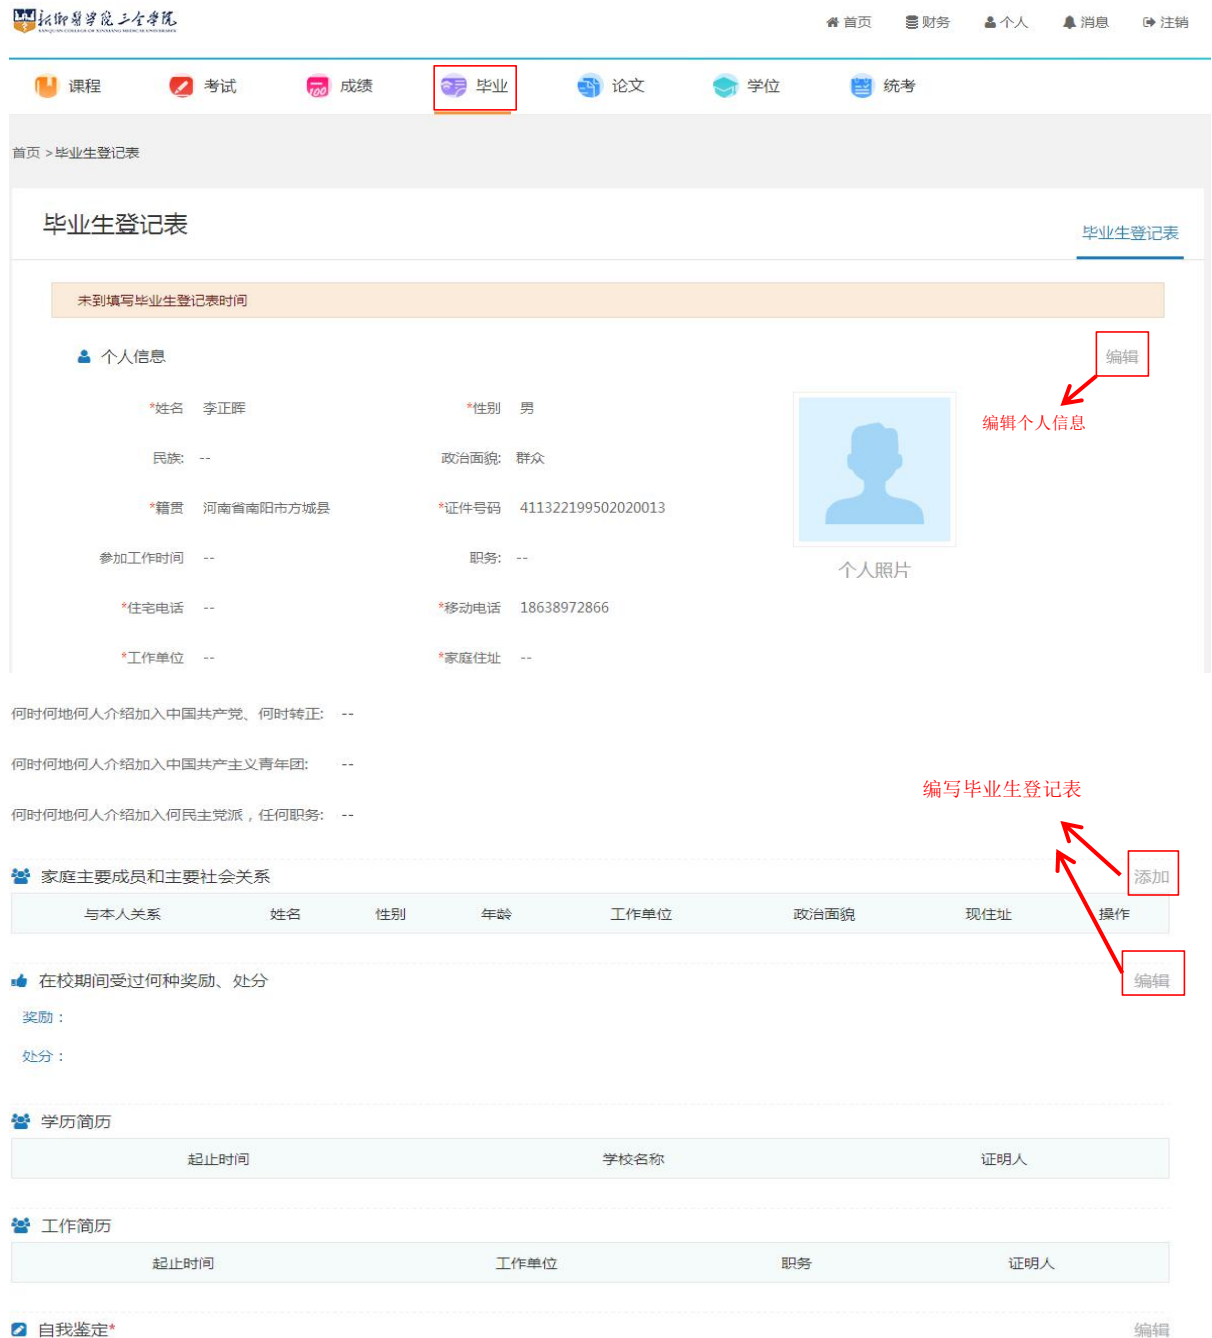 新乡医学院三全学院
SANQUAN COLLEGE OF XINXIANG MEDICAL UNIVERSITY
首页 财务 个人 消息 注销
课程 考试 成绩 毕业 论文 学位 统考
首页 >毕业生登记表
毕业生登记表
毕业生登记表
未到填写毕业生登记表时间
个人信息 编辑
*姓名 李正晖 *性别 男
编辑个人信息
民族: -- 政治面貌: 群众
*籍贯 河南省南阳市方城县 *证件号码 411322199502020013
参加工作时间 -- 职务: --
个人照片
*住宅电话 -- *移动电话 18638972866
*工作单位 -- *家庭住址 --
何时何地何人介绍加入中国共产党、何时转正: --
何时何地何人介绍加入中国共产主义青年团: --
编写毕业生登记表
何时何地何人介绍加入何民主党派，任何职务: --
家庭主要成员和主要社会关系 添加
与本人关系 姓名 性别 年龄 工作单位 政治面貌 现住址 操作
在校期间受过何种奖励、处分 编辑
奖励：
处分：
学历简历
起止时间 学校名称 证明人
工作简历
起止时间 工作单位 职务 证明人
自我鉴定* 编辑